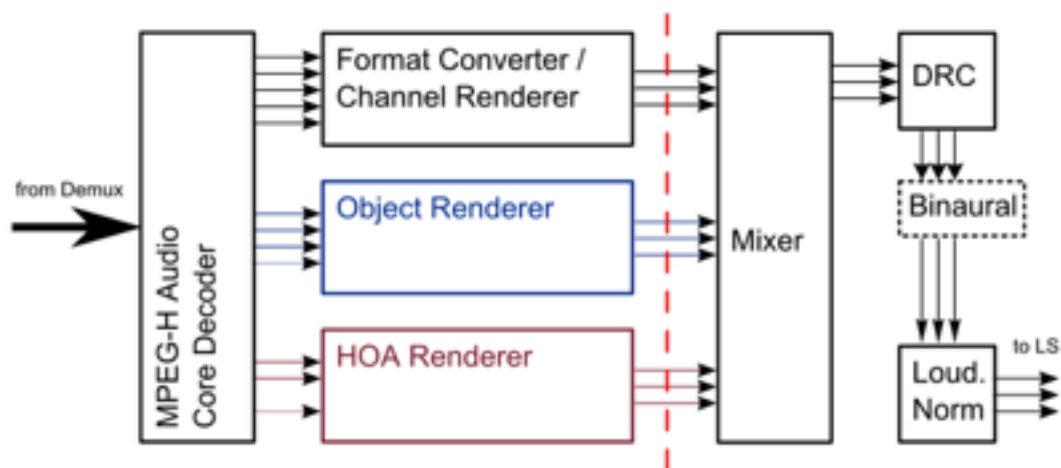 from Demux
MPEG-H Audio
Core Decoder
Format Converter /
Channel Renderer
Object Renderer
HOA Renderer
Mixer
DRC
Binaural
Loud.
Norm
to LS